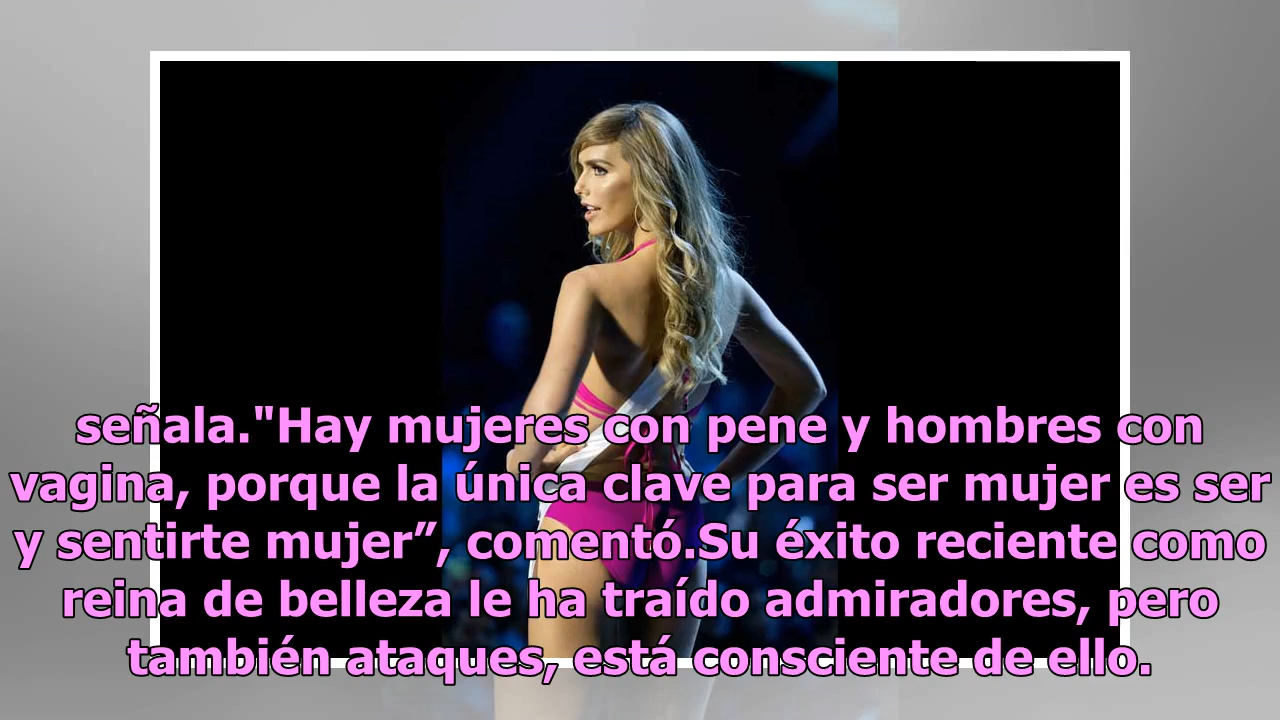 señala."Hay mujeres con pene y hombres con
vagina, porque la única clave para ser mujer es ser
y sentirte mujer”, comentó.Su éxito reciente como
reina de belleza le ha traído admiradores, pero
también ataques, está consciente de ello.